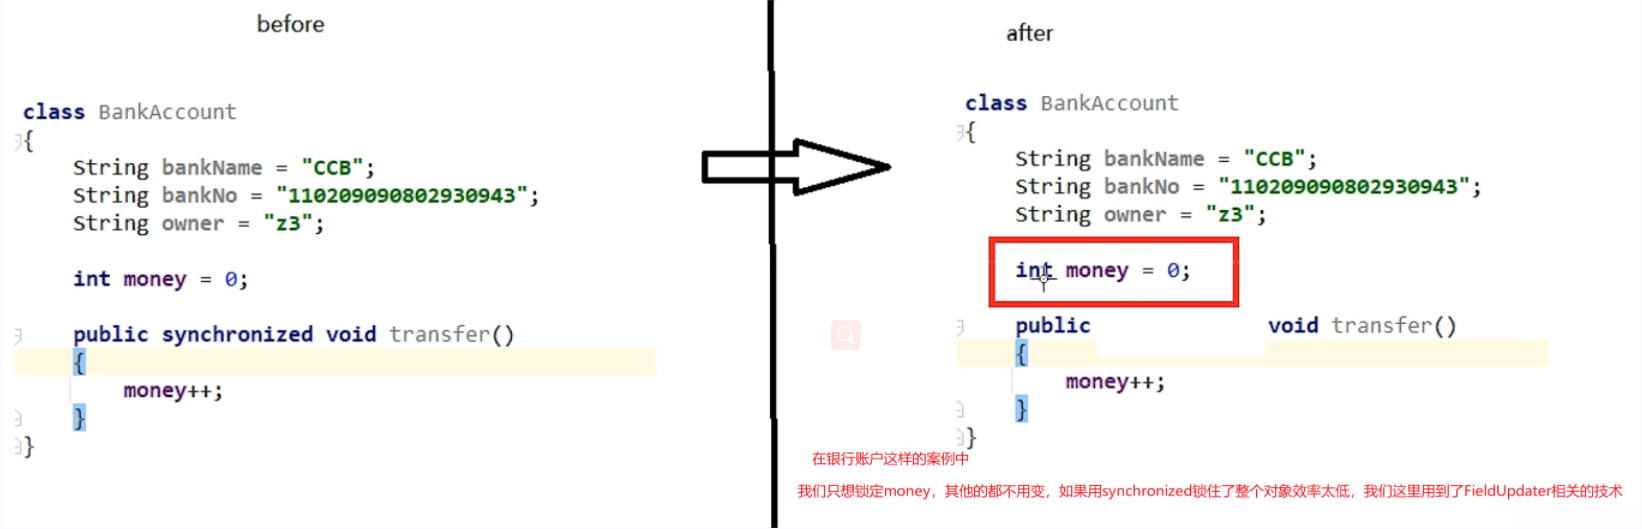 before
class BankAccount
{
String bankName = "CCB";
String bankNo = "110209090802930943";
String owner = "z3";
int money = 0;
public synchronized void transfer()
{
money++;
}
}
after
class BankAccount
{
String bankName = "CCB";
String bankNo = "110209090802930943";
String owner = "z3";
int money = 0;
public void transfer()
{
money++;
}
}
在银行账户这样的案例中
我们只想锁定money，其他的都不用变，如果用synchronized锁住了整个对象效率太低，我们这里用到了FieldUpdater相关的技术